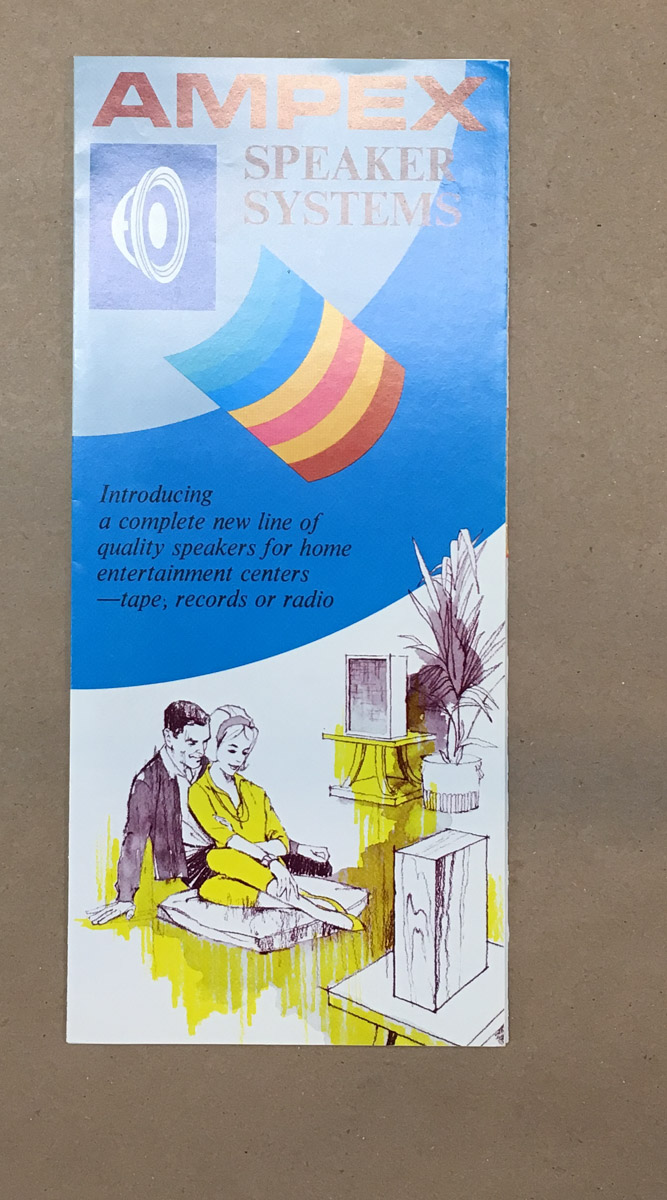 AMPEX
SPEAKER
SYSTEMS
Introducing
a complete new line of
quality speakers for home
entertainment centers
—tape, records or radio